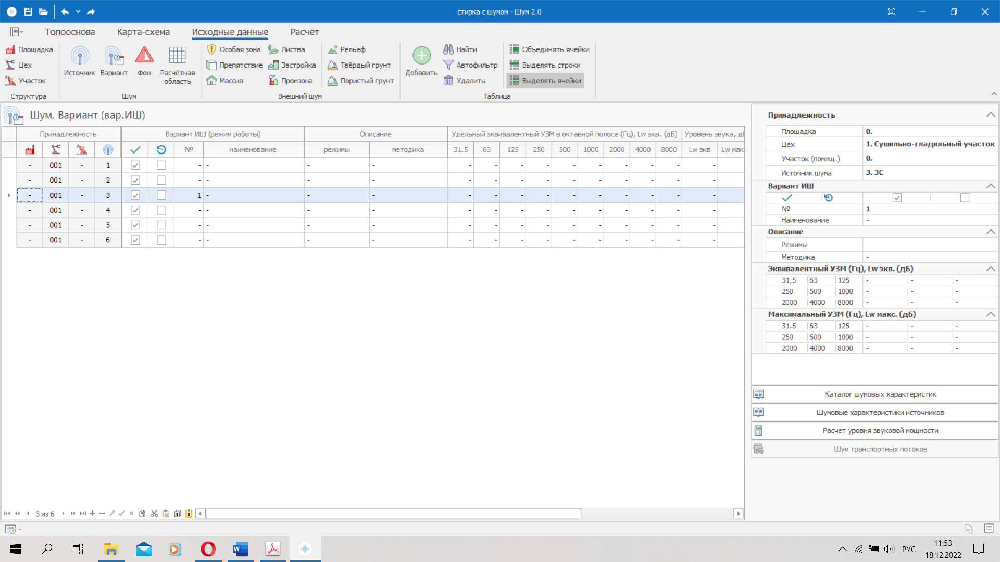 стирка с шумом - Шум 2.0
Топооснова Карта-схема Исходные данные Расчёт
Площадка
Цех
Участок
Структура
Источник Вариант Фон Расчётная область
Шум
Особая зона Листва
Препятствие Застройка
Массив Промзона
Рельеф
Твёрдый грунт
Пористый грунт
Внешний шум
Добавить
Найти
Автофильтр
Удалить
Объединять ячейки
Выделять строки
Выделять ячейки
Таблица
Шум. Вариант (вар.ИШ)
Принадлежность Вариант ИШ (режим работы) Описание Удельный эквивалентный УЗМ в октавной полосе (Гц), Lw экв. (дБ) Уровень звука, дБ
№ наименование режимы методика 31.5 63 125 250 500 1000 2000 4000 8000 Lw экв Lw мак
- 001 - 1 - - - - - - - - - - - - - -
- 001 - 2 - - - - - - - - - - - - - -
- 001 - 3 1 - - - - - - - - - - - - -
- 001 - 4 - - - - - - - - - - - - - -
- 001 - 5 - - - - - - - - - - - - - -
- 001 - 6 - - - - - - - - - - - - - -
3 из 6
Принадлежность
Площадка 0.
Цех 1. Сушильно-гладильный участок
Участок (помещ.) 0.
Источник шума 3. ЗС
Вариант ИШ
№ 1
Наименование -
Описание
Режимы
Методика -
Эквивалентный УЗМ (Гц), Lw экв. (дБ)
31,5 63 125 - - -
250 500 1000 - - -
2000 4000 8000 - - -
Максимальный УЗМ (Гц), Lw макс. (дБ)
31.5 63 125 - - -
250 500 1000 - - -
2000 4000 8000 - - -
Каталог шумовых характеристик
Шумовые характеристики источников
Расчет уровня звуковой мощности
Шум транспортных потоков
-
РУС
11:53
18.12.2022